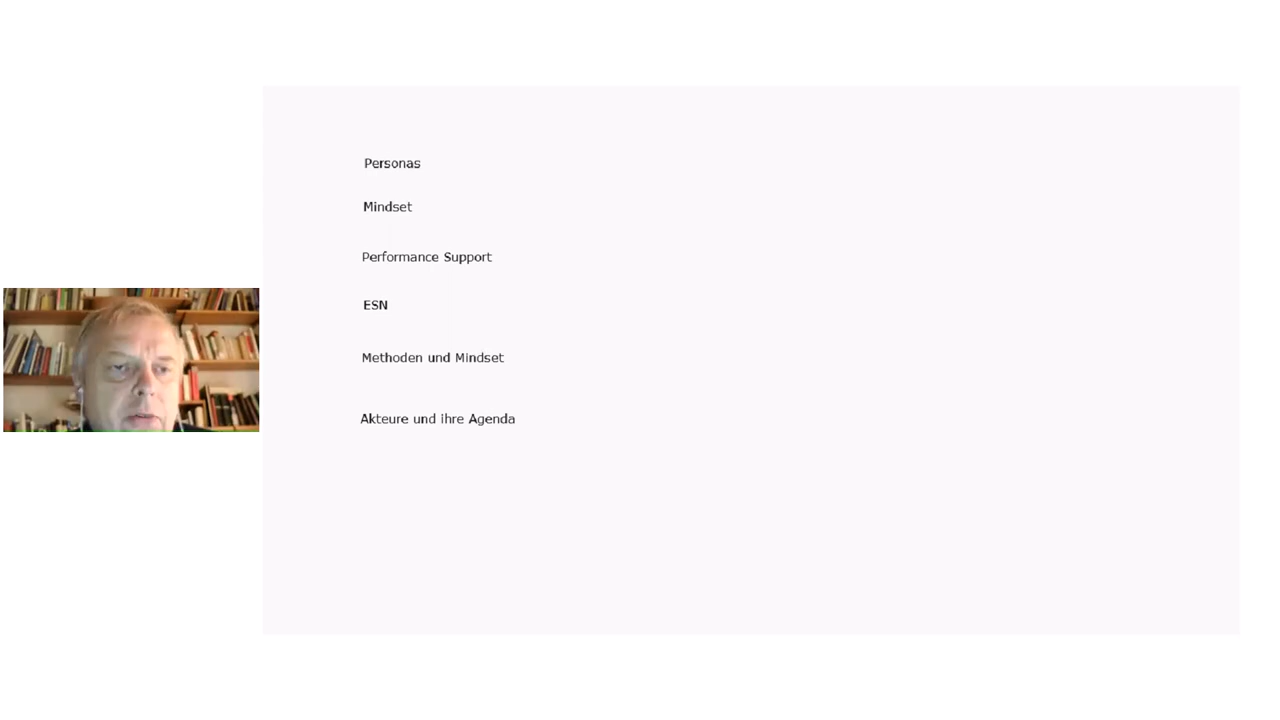 Personas
Mindset
Performance Support
ESN
Methoden und Mindset
Akteure und ihre Agenda